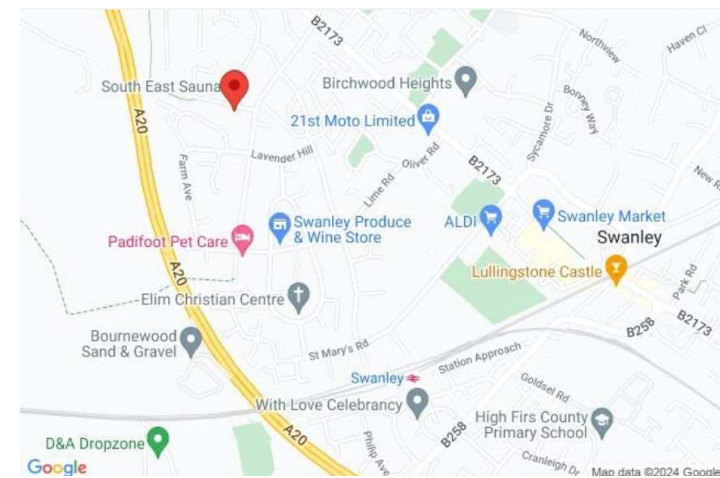 B2173
Northview
Haven Cl
South East Sauna
Birchwood Heights
Bonney Way
A20
21st Moto Limited
Sycamore Dr
Lavender Hill
Oliver Rd
B2173
Farm Ave
Lime Rd
New R
Swanley Produce
& Wine Store
ALDI
Swanley Market
Padifoot Pet Care
Swanley
A20
Lullingstone Castle
Park Rd
Elim Christian Centre
B258
B2173
Bournewood
Sand & Gravel
St Mary's Rd
Station Approach
Swanley
Goldsel Rd
With Love Celebrancy
High Firs County
Primary School
A20
B258
D&A Dropzone
Philip Ave
Cranleigh Dr
Google
Map data ©2024 Google